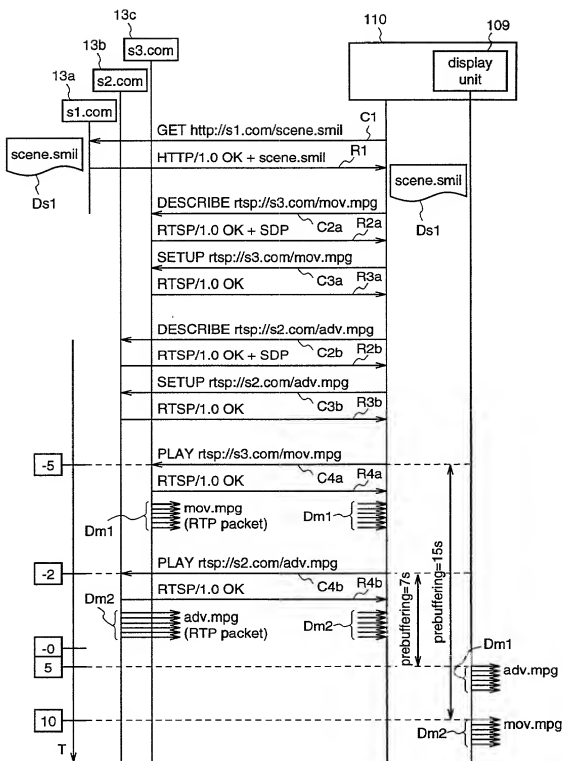 13c
110
109
13b
s3.com
display
unit
13a
s2.com
s1.com
GET http://s1.com/scene.smil
C1
scene.smil
HTTP/1.0 OK + scene.smil
R1
scene.smil
Ds1
DESCRIBE rtsp://s3.com/mov.mpg
Ds1
RTSP/1.0 OK + SDP
C2a
R2a
SETUP rtsp://s3.com/mov.mpg
RTSP/1.0 OK
C3a
R3a
DESCRIBE rtsp://s2.com/adv.mpg
RTSP/1.0 OK + SDP
C2b
R2b
SETUP rtsp://s2.com/adv.mpg
RTSP/1.0 OK
C3b
R3b
PLAY rtsp://s3.com/mov.mpg
-5
RTSP/1.0 OK
C4a
R4a
mov.mpg
(RTP packet)
Dm1
Dm1
PLAY rtsp://s2.com/adv.mpg
-2
RTSP/1.0 OK
C4b
R4b
Dm2
adv.mpg
(RTP packet)
Dm2
prebuffering=7s
prebuffering=15s
-0
5
Dm1
adv.mpg
10
mov.mpg
Dm2
T